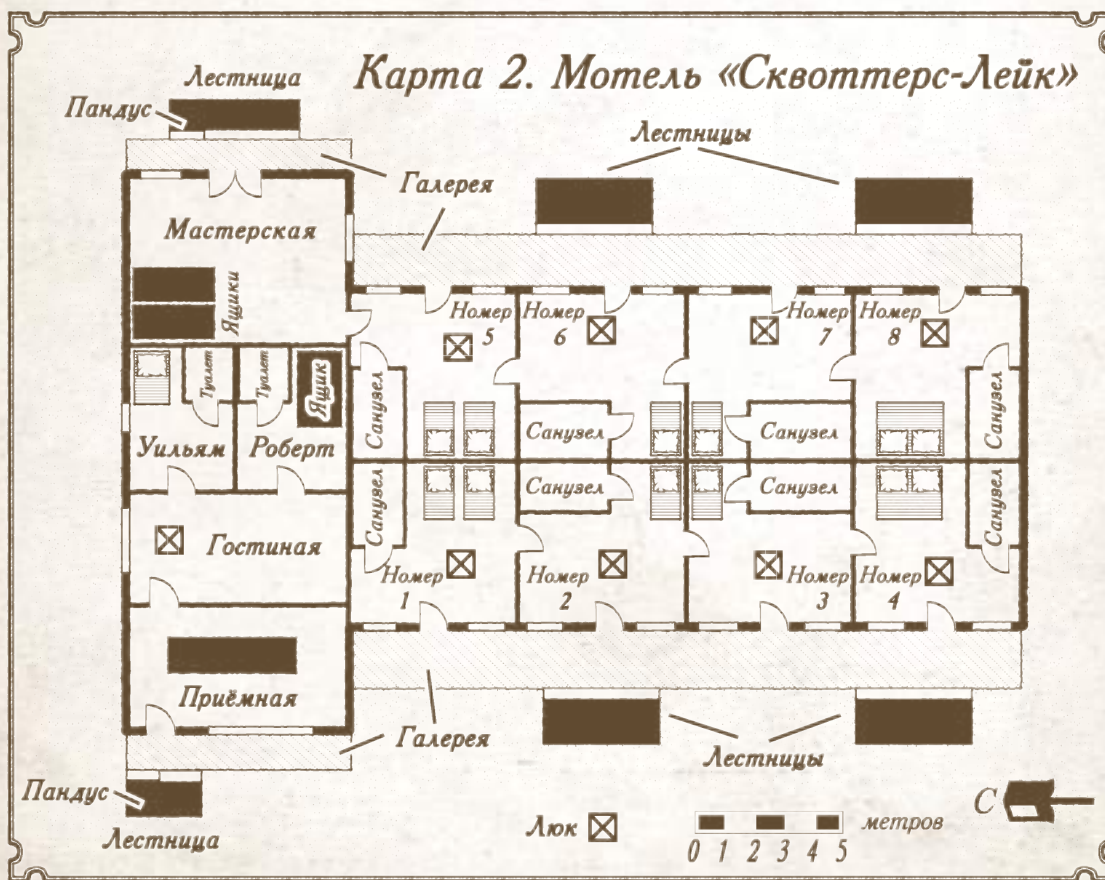 Карта 2. Мотель «Сквоттерс-Лейк»
Лестница
Пандус
Лестницы
Галерея
Мастерская
Ящики
Номер
5
Номер
6
Номер
7
Номер
8
Туалет
Туалет
Ящик
Санузел
Уильям
Роберт
Санузел
Санузел
Санузел
Санузел
Санузел
Санузел
Санузел
Гостиная
Номер
1
Номер
2
Номер
3
Номер
4
Приёмная
Галерея
Лестницы
Пандус
Лестница
Люк
метров
0 1 2 3 4 5
С